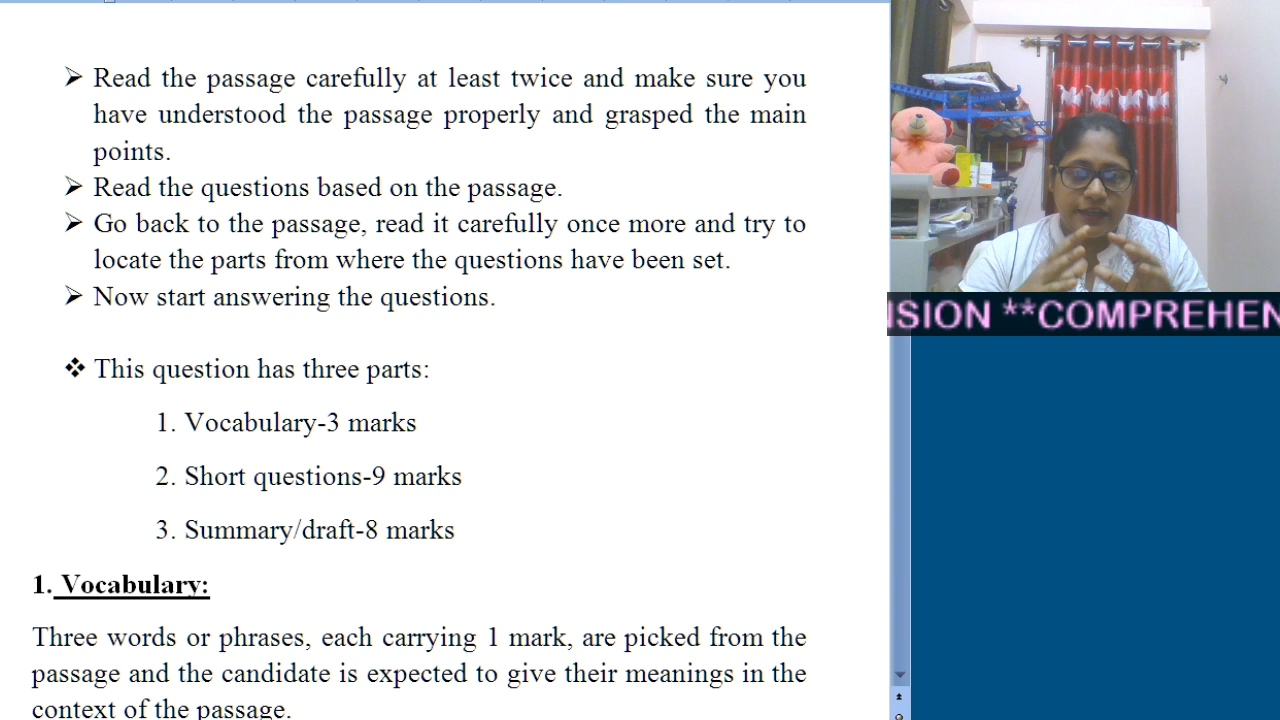 ➢ Read the passage carefully at least twice and make sure you
have understood the passage properly and grasped the main
points.
➢ Read the questions based on the passage.
➢ Go back to the passage, read it carefully once more and try to
locate the parts from where the questions have been set.
➢ Now start answering the questions.
❖ This question has three parts:
1. Vocabulary-3 marks
2. Short questions-9 marks
3. Summary/draft-8 marks
1. Vocabulary:
Three words or phrases, each carrying 1 mark, are picked from the
passage and the candidate is expected to give their meanings in the
context of the passage.
NSION **COMPREHEN